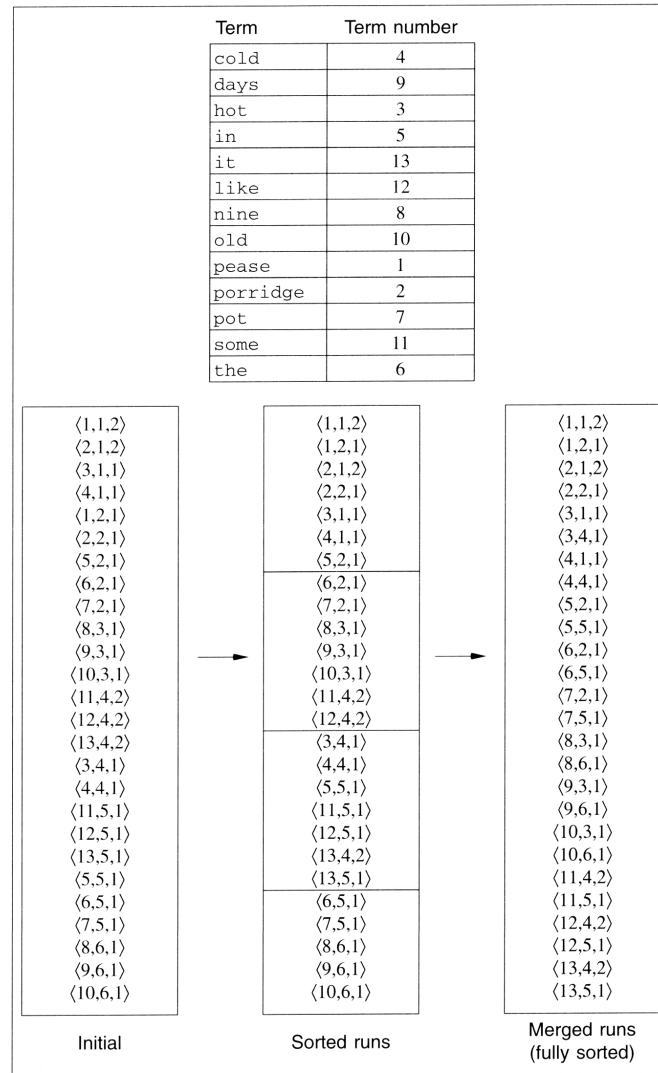 Term Term number
cold 4
days 9
hot 3
in 5
it 13
like 12
nine 8
old 10
pease 1
porridge 2
pot 7
some 11
the 6
⟨1,1,2⟩ ⟨1,1,2⟩ ⟨1,1,2⟩
⟨2,1,2⟩ ⟨1,2,1⟩ ⟨1,2,1⟩
⟨3,1,1⟩ ⟨2,1,2⟩ ⟨2,1,2⟩
⟨4,1,1⟩ ⟨2,2,1⟩ ⟨2,2,1⟩
⟨1,2,1⟩ ⟨3,1,1⟩ ⟨3,1,1⟩
⟨2,2,1⟩ ⟨4,1,1⟩ ⟨3,4,1⟩
⟨5,2,1⟩ ⟨5,2,1⟩ ⟨4,1,1⟩
⟨6,2,1⟩ ⟨6,2,1⟩ ⟨4,4,1⟩
⟨7,2,1⟩ ⟨7,2,1⟩ ⟨5,2,1⟩
⟨8,3,1⟩ ⟨8,3,1⟩ ⟨5,5,1⟩
⟨9,3,1⟩ ⟨9,3,1⟩ ⟨6,2,1⟩
⟨10,3,1⟩ ⟨10,3,1⟩ ⟨6,5,1⟩
⟨11,4,2⟩ ⟨11,4,2⟩ ⟨7,2,1⟩
⟨12,4,2⟩ ⟨12,4,2⟩ ⟨7,5,1⟩
⟨13,4,2⟩ ⟨3,4,1⟩ ⟨8,3,1⟩
⟨3,4,1⟩ ⟨4,4,1⟩ ⟨8,6,1⟩
⟨4,4,1⟩ ⟨5,5,1⟩ ⟨9,3,1⟩
⟨11,5,1⟩ ⟨11,5,1⟩ ⟨9,6,1⟩
⟨12,5,1⟩ ⟨12,5,1⟩ ⟨10,3,1⟩
⟨13,5,1⟩ ⟨13,4,2⟩ ⟨10,6,1⟩
⟨5,5,1⟩ ⟨13,5,1⟩ ⟨11,4,2⟩
⟨6,5,1⟩ ⟨6,5,1⟩ ⟨11,5,1⟩
⟨7,5,1⟩ ⟨7,5,1⟩ ⟨12,4,2⟩
⟨8,6,1⟩ ⟨8,6,1⟩ ⟨12,5,1⟩
⟨9,6,1⟩ ⟨9,6,1⟩ ⟨13,4,2⟩
⟨10,6,1⟩ ⟨10,6,1⟩ ⟨13,5,1⟩
Initial Sorted runs Merged runs
(fully sorted)